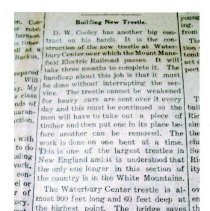 Building New Trestle.
D. W. Cooley has another big con-
tract on his hands. It is the con-
struction of the new trestle at Water-
bury Center over which the Mount Mans-
field Electric Railroad passes. It will
take three months to complete it. The
handicap about this job is that it must
be done without interrupting the ser-
vice. The trestle cannot be weakened
for heavy cars are sent over it every
day and this must be continued so the
men will have to take out a piece of
timber and then put one in its place be-
fore another can be removed. The
work is done on one bent at a time.
This is one of the largest trestles in
New England and it is understood that
the only one longer in this section of
the country is in the White Mountains.
The Waterbury Center trestle is al-
most 900 feet long and 60 feet deep at
the highest point. The bridge saves